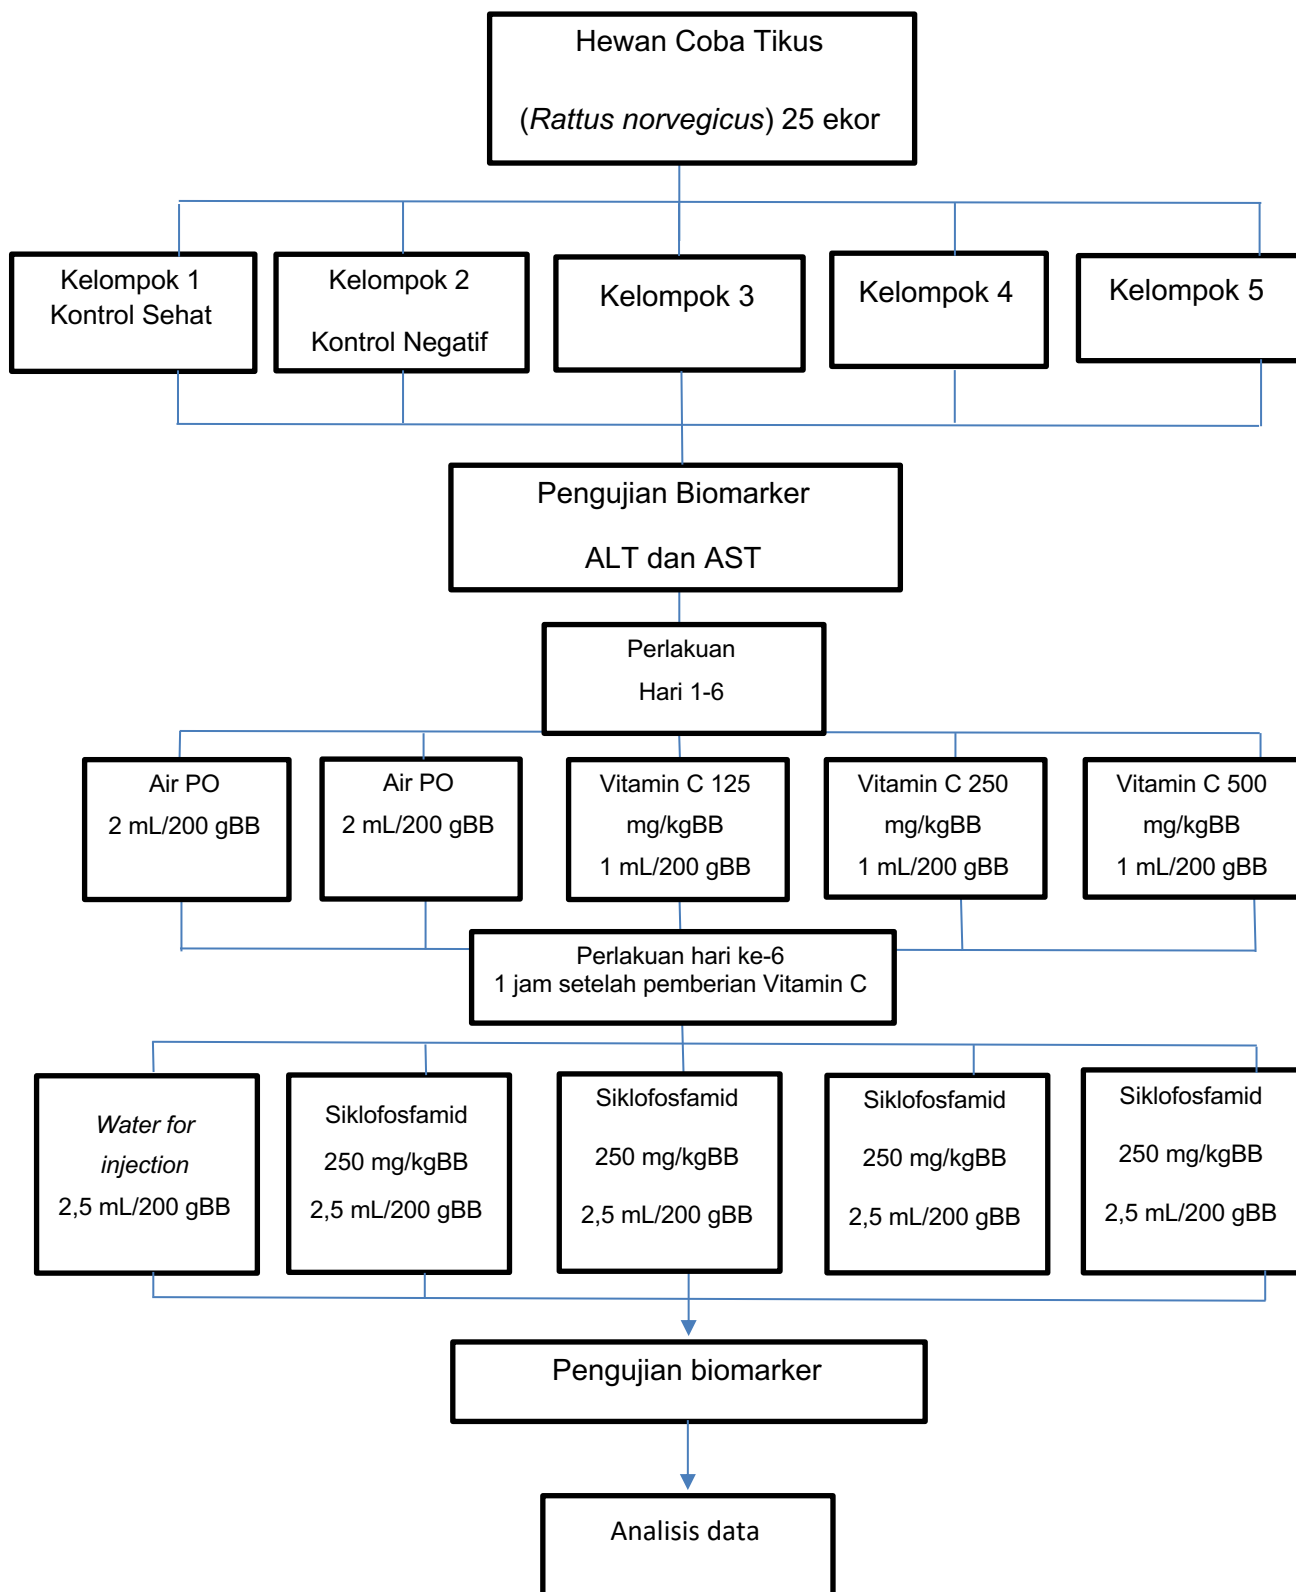 Hewan Coba Tikus
(Rattus norvegicus) 25 ekor
Kelompok 1
Kontrol Sehat
Kelompok 2
Kontrol Negatif
Kelompok 3
Kelompok 4
Kelompok 5
Pengujian Biomarker
ALT dan AST
Perlakuan
Hari 1-6
Air PO
2 mL/200 gBB
Air PO
2 mL/200 gBB
Vitamin C 125
mg/kgBB
1 mL/200 gBB
Vitamin C 250
mg/kgBB
1 mL/200 gBB
Vitamin C 500
mg/kgBB
1 mL/200 gBB
Perlakuan hari ke-6
1 jam setelah pemberian Vitamin C
Water for
injection
2,5 mL/200 gBB
Siklofosfamid
250 mg/kgBB
2,5 mL/200 gBB
Siklofosfamid
250 mg/kgBB
2,5 mL/200 gBB
Siklofosfamid
250 mg/kgBB
2,5 mL/200 gBB
Siklofosfamid
250 mg/kgBB
2,5 mL/200 gBB
Pengujian biomarker
Analisis data